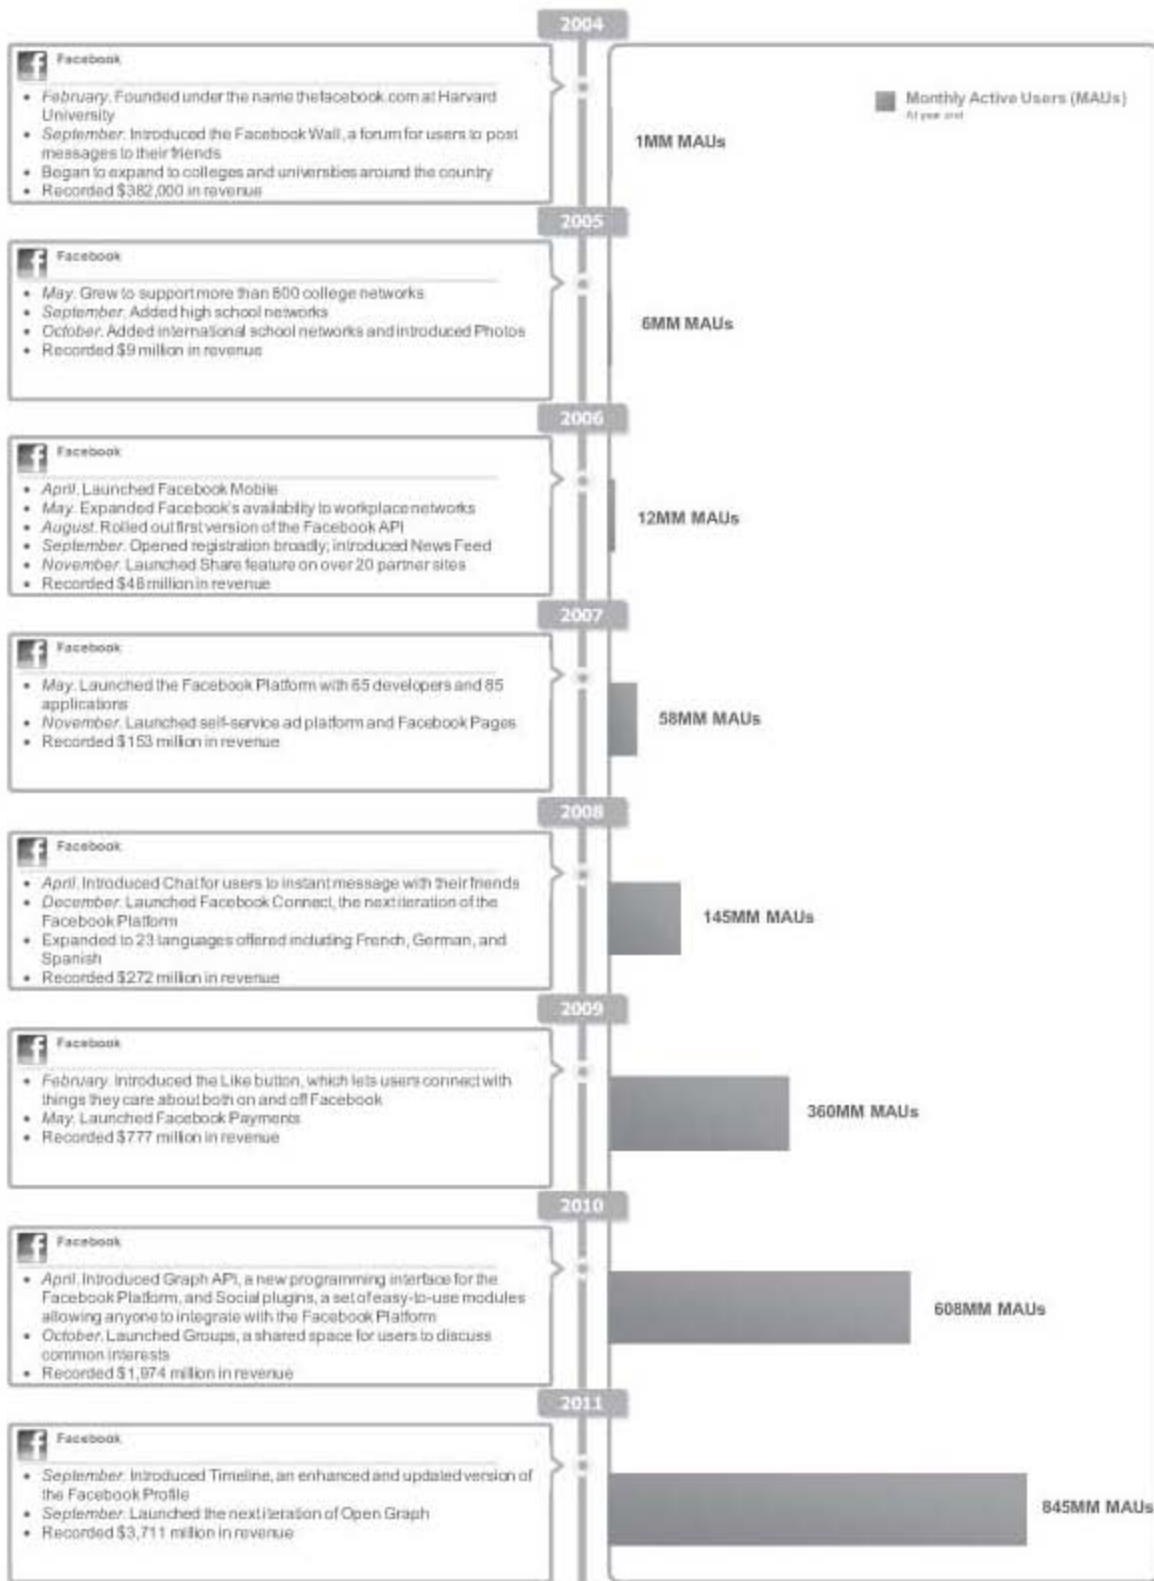 2004
Facebook
• February. Founded under the name thefacebook.com at Harvard
University
• September. Introduced the Facebook Wall, a forum for users to post
messages to their friends
• Began to expand to colleges and universities around the country
• Recorded $382,000 in revenue
Monthly Active Users (MAUs)
At year end
1MM MAUs
2005
Facebook
• May. Grew to support more than 800 college networks
• September. Added high school networks
• October. Added international school networks and introduced Photos
• Recorded $9 million in revenue
6MM MAUs
2006
Facebook
• April. Launched Facebook Mobile
• May. Expanded Facebook's availability to workplace networks
• August. Rolled out first version of the Facebook API
• September. Opened registration broadly; introduced News Feed
• November. Launched Share feature on over 20 partner sites
• Recorded $48 million in revenue
12MM MAUs
2007
Facebook
• May. Launched the Facebook Platform with 65 developers and 85
applications
• November. Launched self-service ad platform and Facebook Pages
• Recorded $153 million in revenue
58MM MAUs
2008
Facebook
• April. Introduced Chat for users to instant message with their friends
• December. Launched Facebook Connect, the next iteration of the
Facebook Platform
• Expanded to 23 languages offered including French, German, and
Spanish
• Recorded $272 million in revenue
145MM MAUs
2009
Facebook
• February. Introduced the Like button, which lets users connect with
things they care about both on and off Facebook
• May. Launched Facebook Payments
• Recorded $777 million in revenue
360MM MAUs
2010
Facebook
• April. Introduced Graph API, a new programming interface for the
Facebook Platform, and Social plugins, a set of easy-to-use modules
allowing anyone to integrate with the Facebook Platform
• October. Launched Groups, a shared space for users to discuss
common interests
• Recorded $1,974 million in revenue
608MM MAUs
2011
Facebook
• September. Introduced Timeline, an enhanced and updated version of
the Facebook Profile
• September. Launched the next iteration of Open Graph
• Recorded $3,711 million in revenue
845MM MAUs